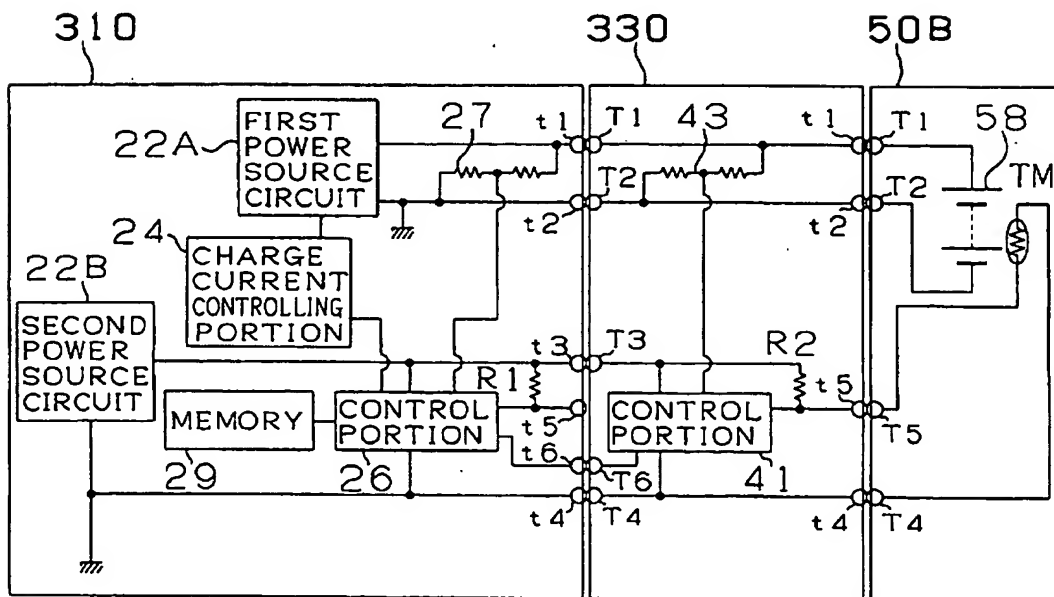 310
330
50B
22A
FIRST
POWER
SOURCE
CIRCUIT
27
t1
T1
43
t1
T1
58
T2
t2
T2
t2
TM
24
CHARGE
CURRENT
CONTROLLING
PORTION
22B
SECOND
POWER
SOURCE
CIRCUIT
t3
T3
R1
R2
MEMORY
29
CONTROL
PORTION
26
t5
t6
T6
CONTROL
PORTION
41
t5
T5
t4
T4
t4
T4